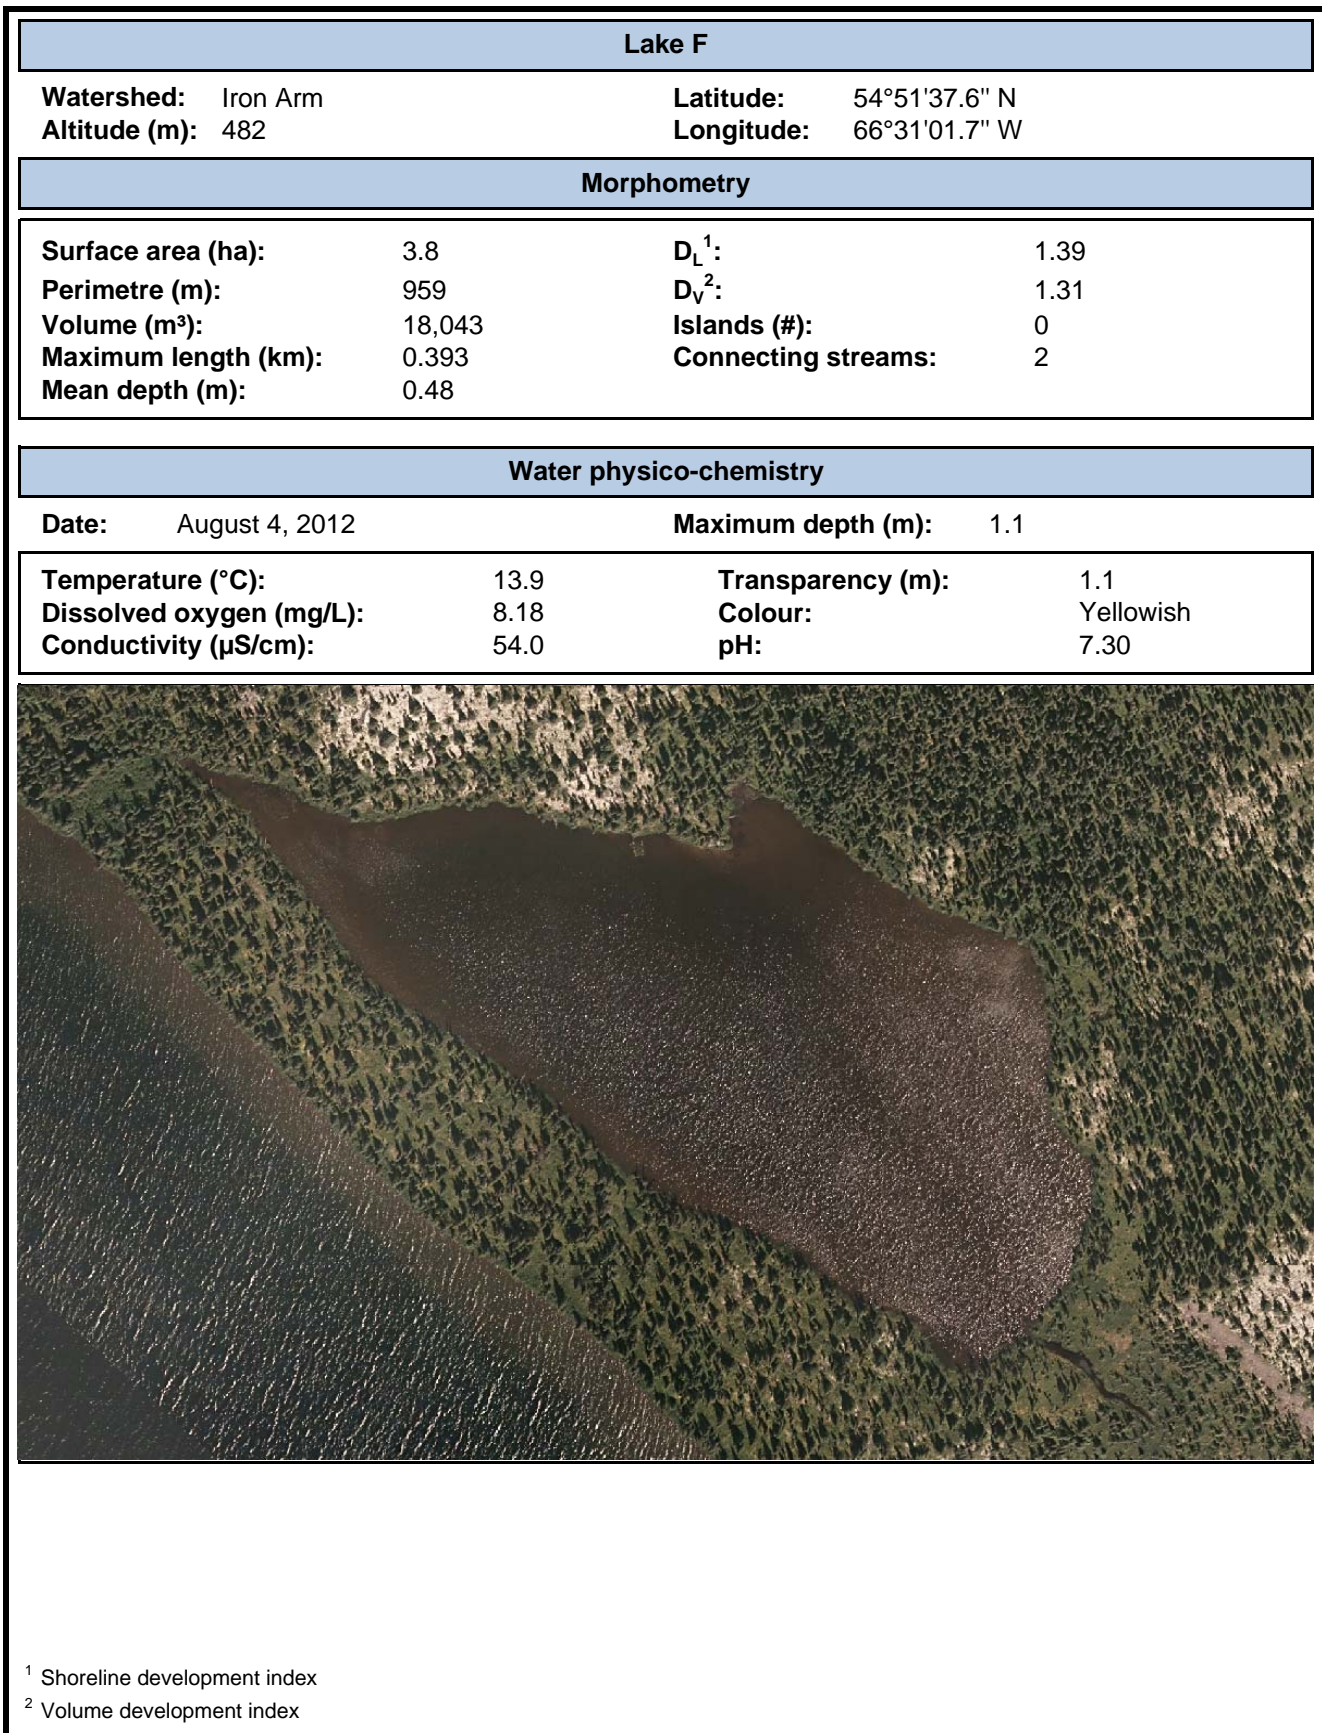 Lake F
Watershed: Iron Arm Latitude: 54°51'37.6" N
Altitude (m): 482 Longitude: 66°31'01.7" W
Morphometry
Surface area (ha): 3.8 D_L¹: 1.39
Perimetre (m): 959 D_V²: 1.31
Volume (m³): 18,043 Islands (#): 0
Maximum length (km): 0.393 Connecting streams: 2
Mean depth (m): 0.48
Water physico-chemistry
Date: August 4, 2012 Maximum depth (m): 1.1
Temperature (°C): 13.9 Transparency (m): 1.1
Dissolved oxygen (mg/L): 8.18 Colour: Yellowish
Conductivity (µS/cm): 54.0 pH: 7.30
¹ Shoreline development index
² Volume development index